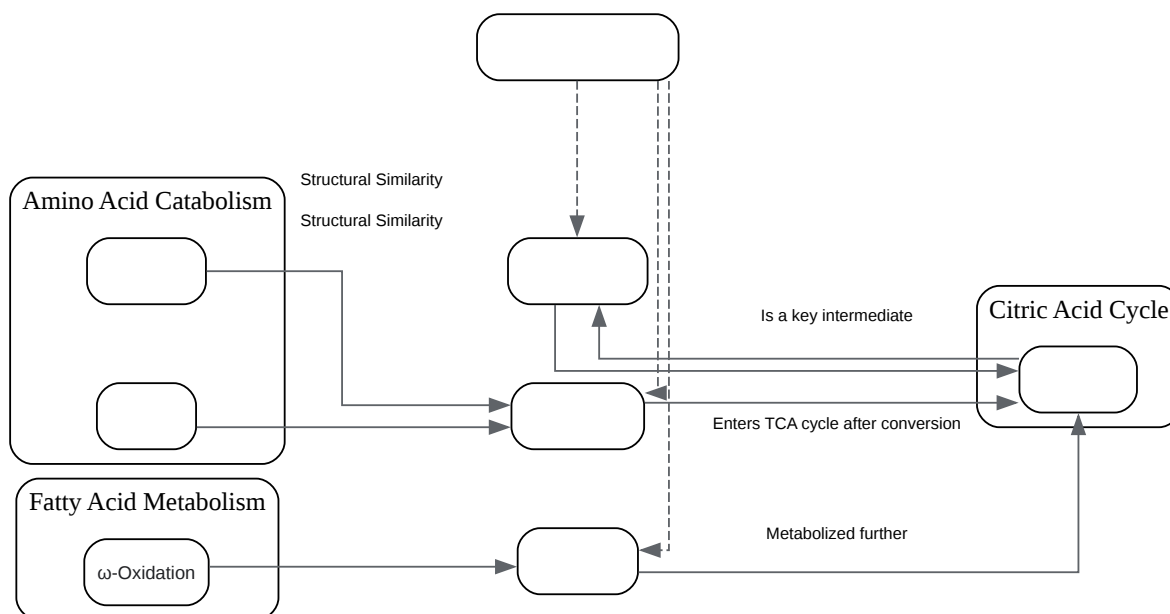 Structural Similarity
Amino Acid Catabolism
Structural Similarity
Is a key intermediate
Citric Acid Cycle
Enters TCA cycle after conversion
Fatty Acid Metabolism
Metabolized further
ω-Oxidation